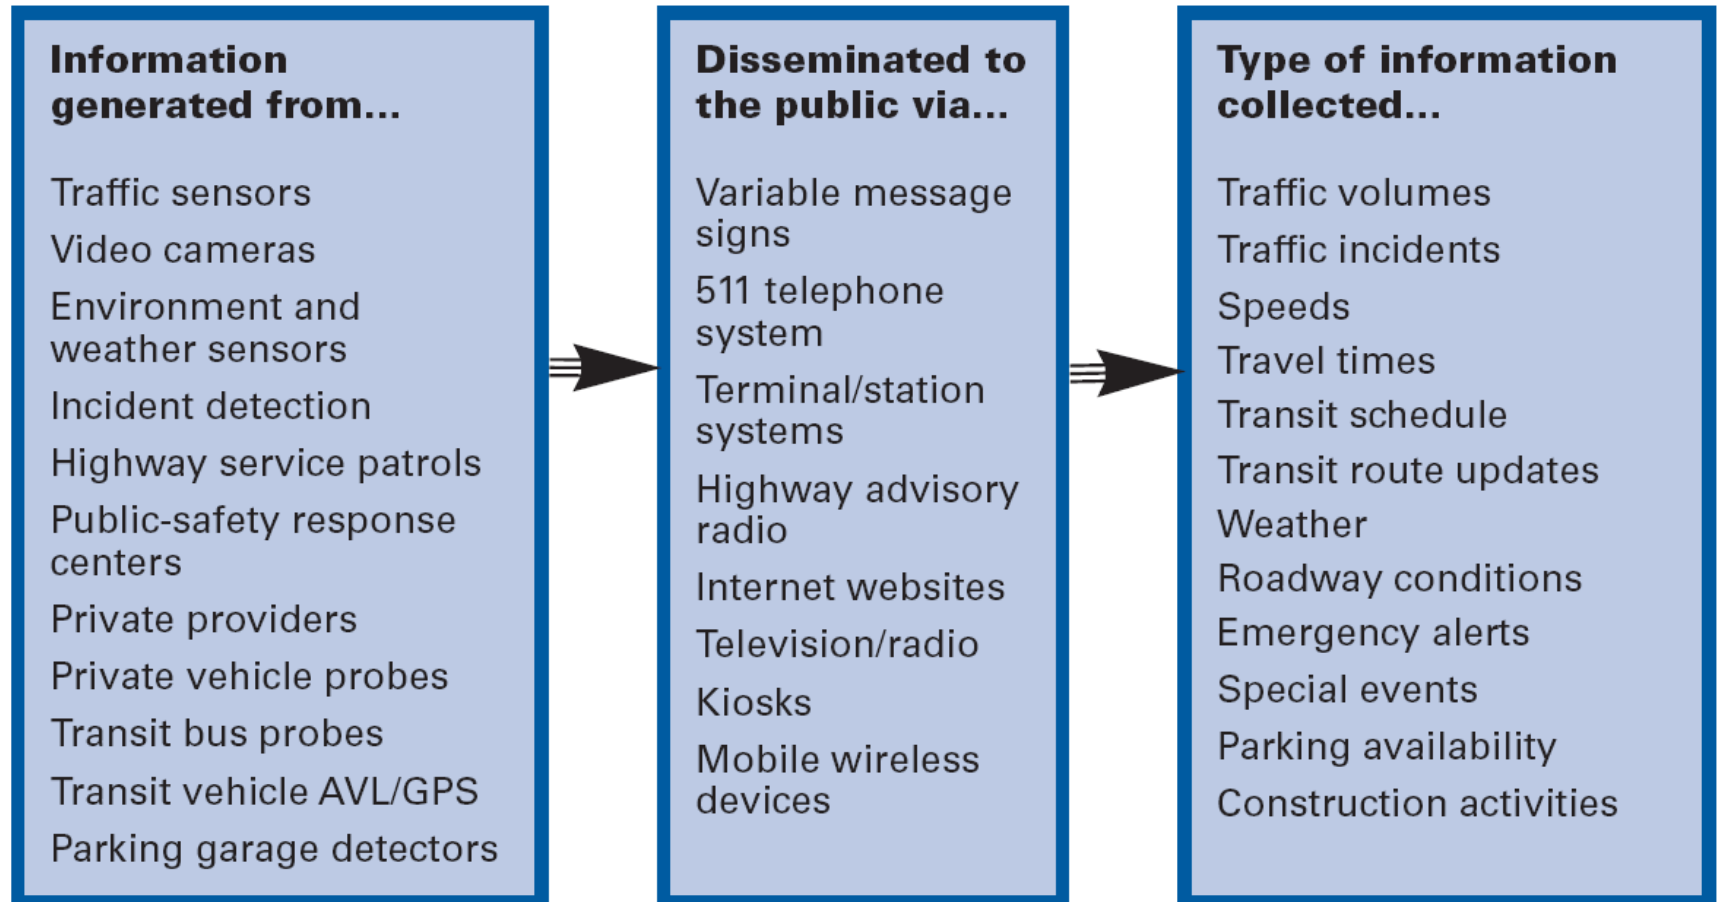 Information
generated from...
Traffic sensors
Video cameras
Environment and
weather sensors
Incident detection
Highway service patrols
Public-safety response
centers
Private providers
Private vehicle probes
Transit bus probes
Transit vehicle AVL/GPS
Parking garage detectors
Disseminated to
the public via...
Variable message
signs
511 telephone
system
Terminal/station
systems
Highway advisory
radio
Internet websites
Television/radio
Kiosks
Mobile wireless
devices
Type of information
collected...
Traffic volumes
Traffic incidents
Speeds
Travel times
Transit schedule
Transit route updates
Weather
Roadway conditions
Emergency alerts
Special events
Parking availability
Construction activities